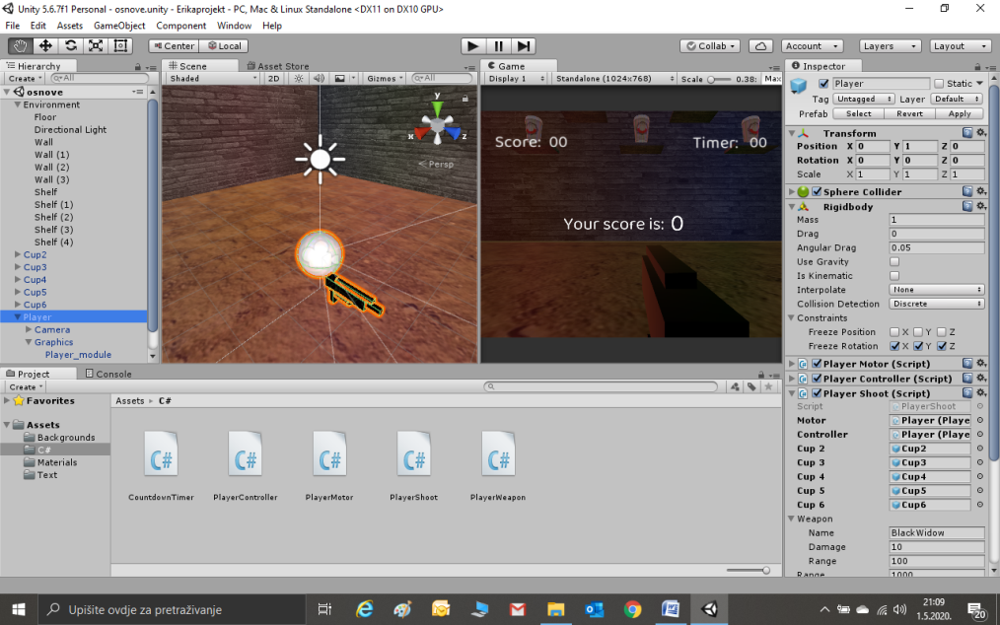 Unity 5.6.7f1 Personal - osnove.unity - Erikaprojekt - PC, Mac & Linux Standalone <DX11 on DX10 GPU>
File Edit Assets GameObject Component Window Help
Center Local Collab Account Layers Layout
Hierarchy
Create All
osnove
Environment
Floor
Directional Light
Wall
Wall (1)
Wall (2)
Wall (3)
Shelf
Shelf (1)
Shelf (2)
Shelf (3)
Shelf (4)
Cup2
Cup3
Cup4
Cup5
Cup6
Player
Camera
Graphics
Player_module
Scene Asset Store
Shaded 2D Gizmos All
y
x z
Persp
Game
Display 1 Standalone (1024x768) Scale 0.38: Max
Score: 00 Timer: 00
Your score is: 0
Inspector
Player Static
Tag Untagged Layer Default
Prefab Select Revert Apply
Transform
Position X 0 Y 1 Z 0
Rotation X 0 Y 0 Z 0
Scale X 1 Y 1 Z 1
Sphere Collider
Rigidbody
Mass 1
Drag 0
Angular Drag 0.05
Use Gravity
Is Kinematic
Interpolate None
Collision Detection Discrete
Constraints
Freeze Position X Y Z
Freeze Rotation X Y Z
Player Motor (Script)
Player Controller (Script)
Player Shoot (Script)
Script PlayerShoot
Motor Player (Playe
Controller Player (Playe
Cup 2 Cup2
Cup 3 Cup3
Cup 4 Cup4
Cup 5 Cup5
Cup 6 Cup6
Weapon
Name BlackWidow
Damage 10
Range 100
Range 1000
Project Console
Create
Favorites
Assets
Backgrounds
C#
Materials
Text
Assets C#
C# C# C# C# C#
CountdownTimer PlayerController PlayerMotor PlayerShoot PlayerWeapon
Upišite ovdje za pretraživanje
21:09
1.5.2020.
20